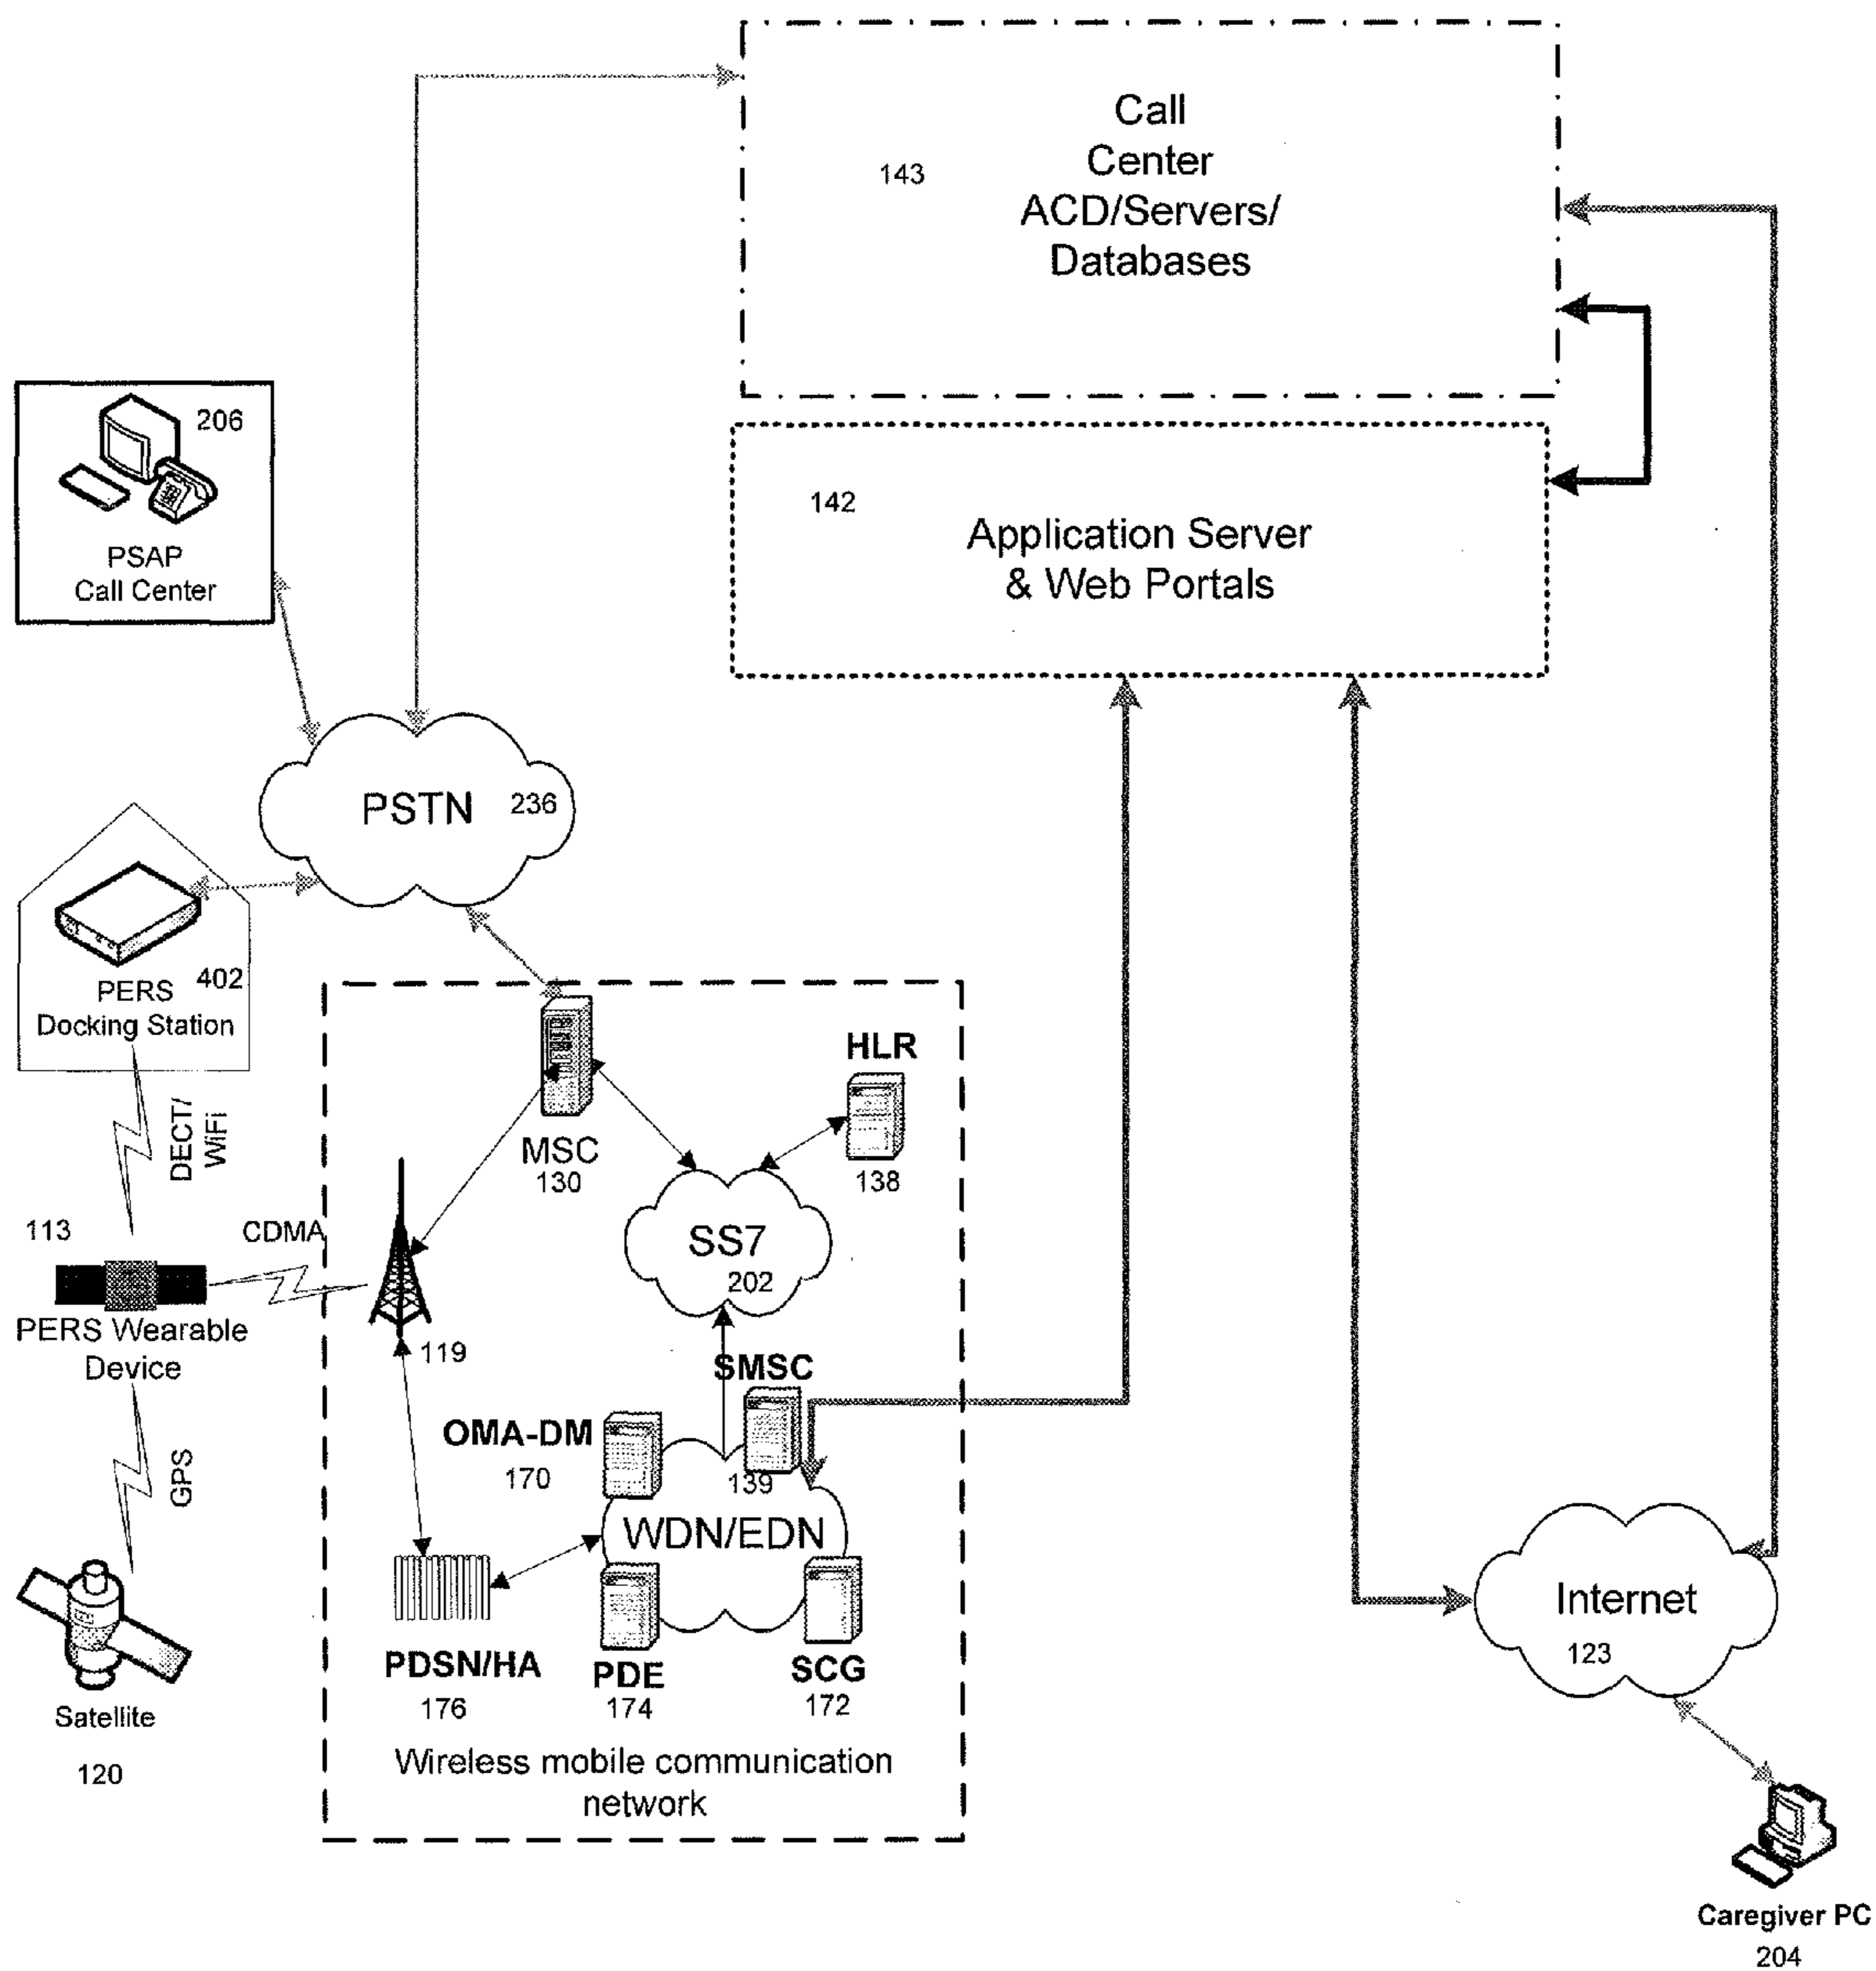 Call
Center
143
ACD/Servers/
Databases
206
PSAP
Call Center
142
Application Server
& Web Portals
PSTN
236
402
PERS
Docking Station
DECT/
WiFi
HLR
138
MSC
130
SS7
202
113
CDMA
PERS Wearable
Device
119
GPS
SMSC
139
OMA-DM
170
WDN/EDN
PDSN/HA
176
PDE
174
SCG
172
Satellite
120
Wireless mobile communication
network
Internet
123
Caregiver PC
204